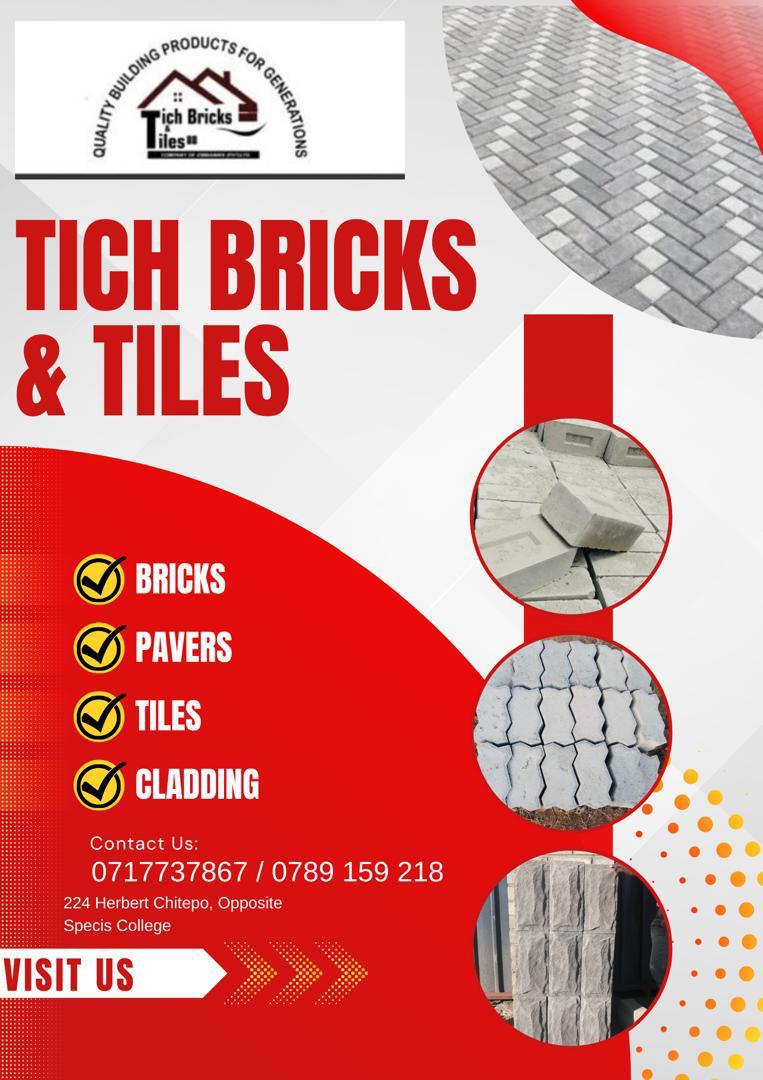 QUALITY BUILDING PRODUCTS FOR GENERATIONS
Tich Bricks
&
Tiles
TICH BRICKS
& TILES
BRICKS
PAVERS
TILES
CLADDING
Contact Us:
0717737867 / 0789 159 218
224 Herbert Chitepo, Opposite
Specis College
VISIT US